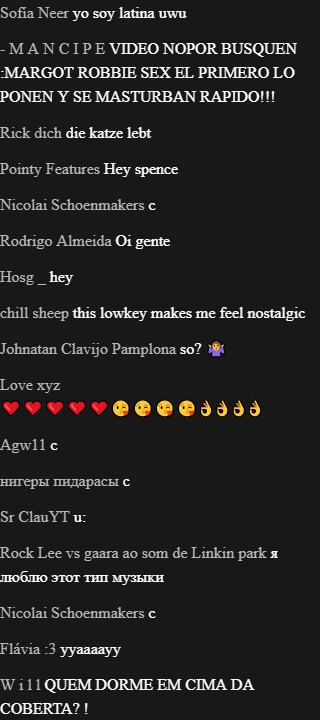 Sofía Neer yo soy latina uwu
- M A N C I P E VIDEO NOPOR BUSQUEN
:MARGOT ROBBIE SEX EL PRIMERO LO
PONEN Y SE MASTURBAN RAPIDO!!!
Rick dich die katze lebt
Pointy Features Hey spence
Nicolai Schoenmakers c
Rodrigo Almeida Oi gente
Hosg _ hey
chill sheep this lowkey makes me feel nostalgic
Johnatan Clavijo Pamplona so? 🤷‍♀️
Love xyz
❤❤❤❤❤😘😘😘😘👌👌👌👌
Agw11 c
нигеры пидарасы c
Sr ClauYT u:
Rock Lee vs gaara ao som de Linkin park я
люблю этот тип музыки
Nicolai Schoenmakers c
Flávia :3 yyaaaayy
W i l l QUEM DORME EM CIMA DA
COBERTA? !